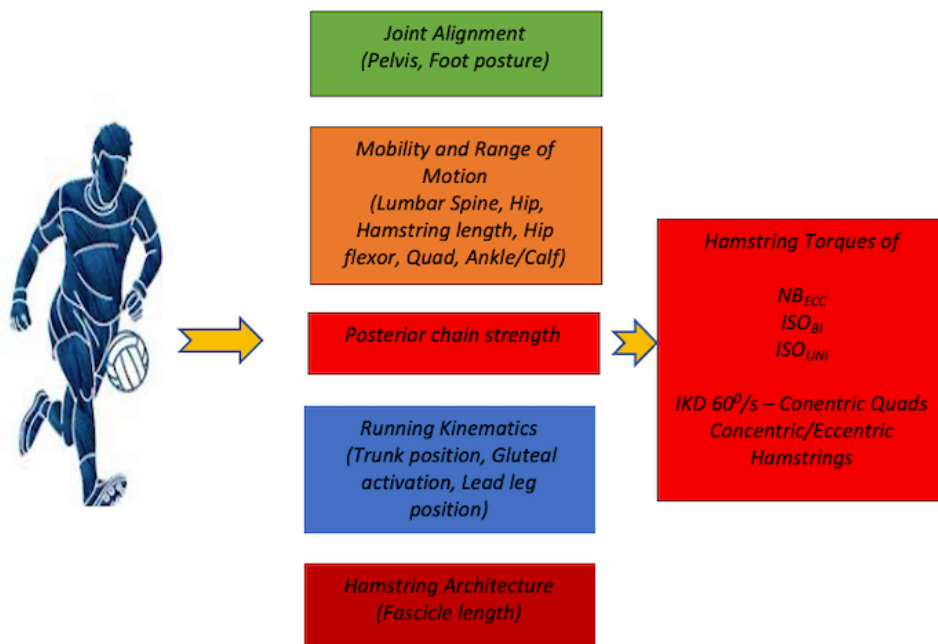 Joint Alignment
(Pelvis, Foot posture)
Mobility and Range of
Motion
(Lumbar Spine, Hip,
Hamstring length, Hip
flexor, Quad, Ankle/Calf)
Posterior chain strength
Running Kinematics
(Trunk position, Gluteal
activation, Lead leg
position)
Hamstring Architecture
(Fascicle length)
Hamstring Torques of
NBECC
ISOBI
ISOUNI
IKD 60⁰/s – Conentric Quads
Concentric/Eccentric
Hamstrings